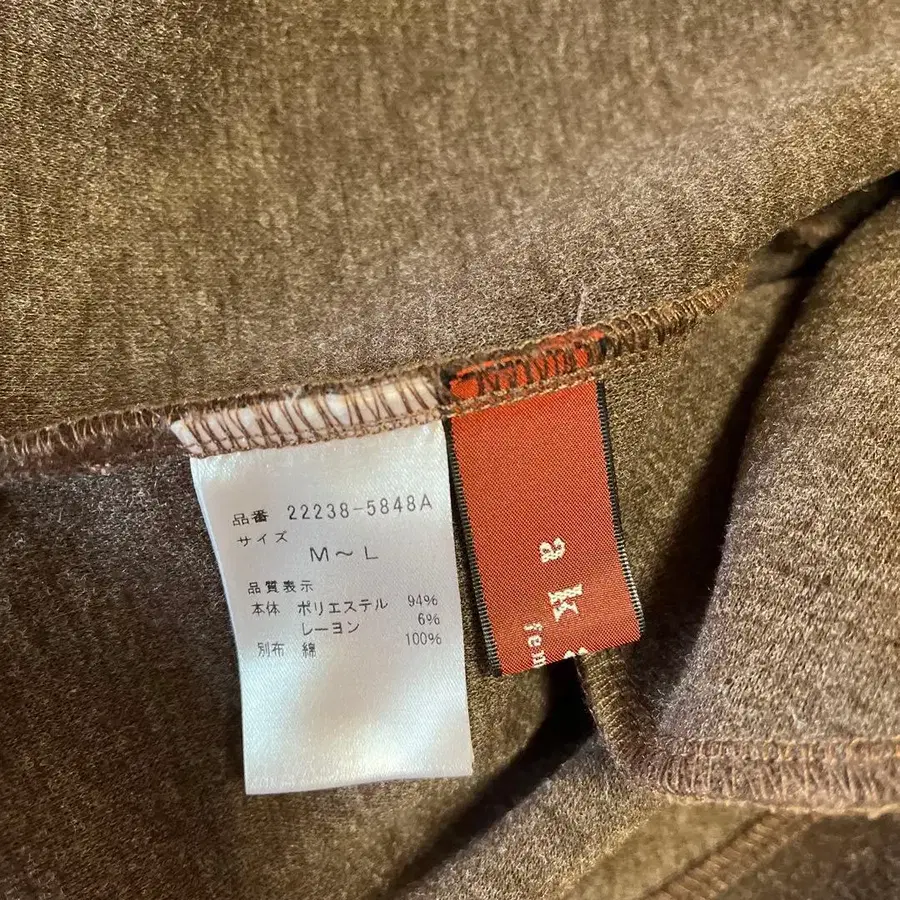 品番 22238-5848A
サイズ
M〜L
品質表示
本体 ポリエステル 94%
レーヨン 6%
別布 綿 100%
a k
fem